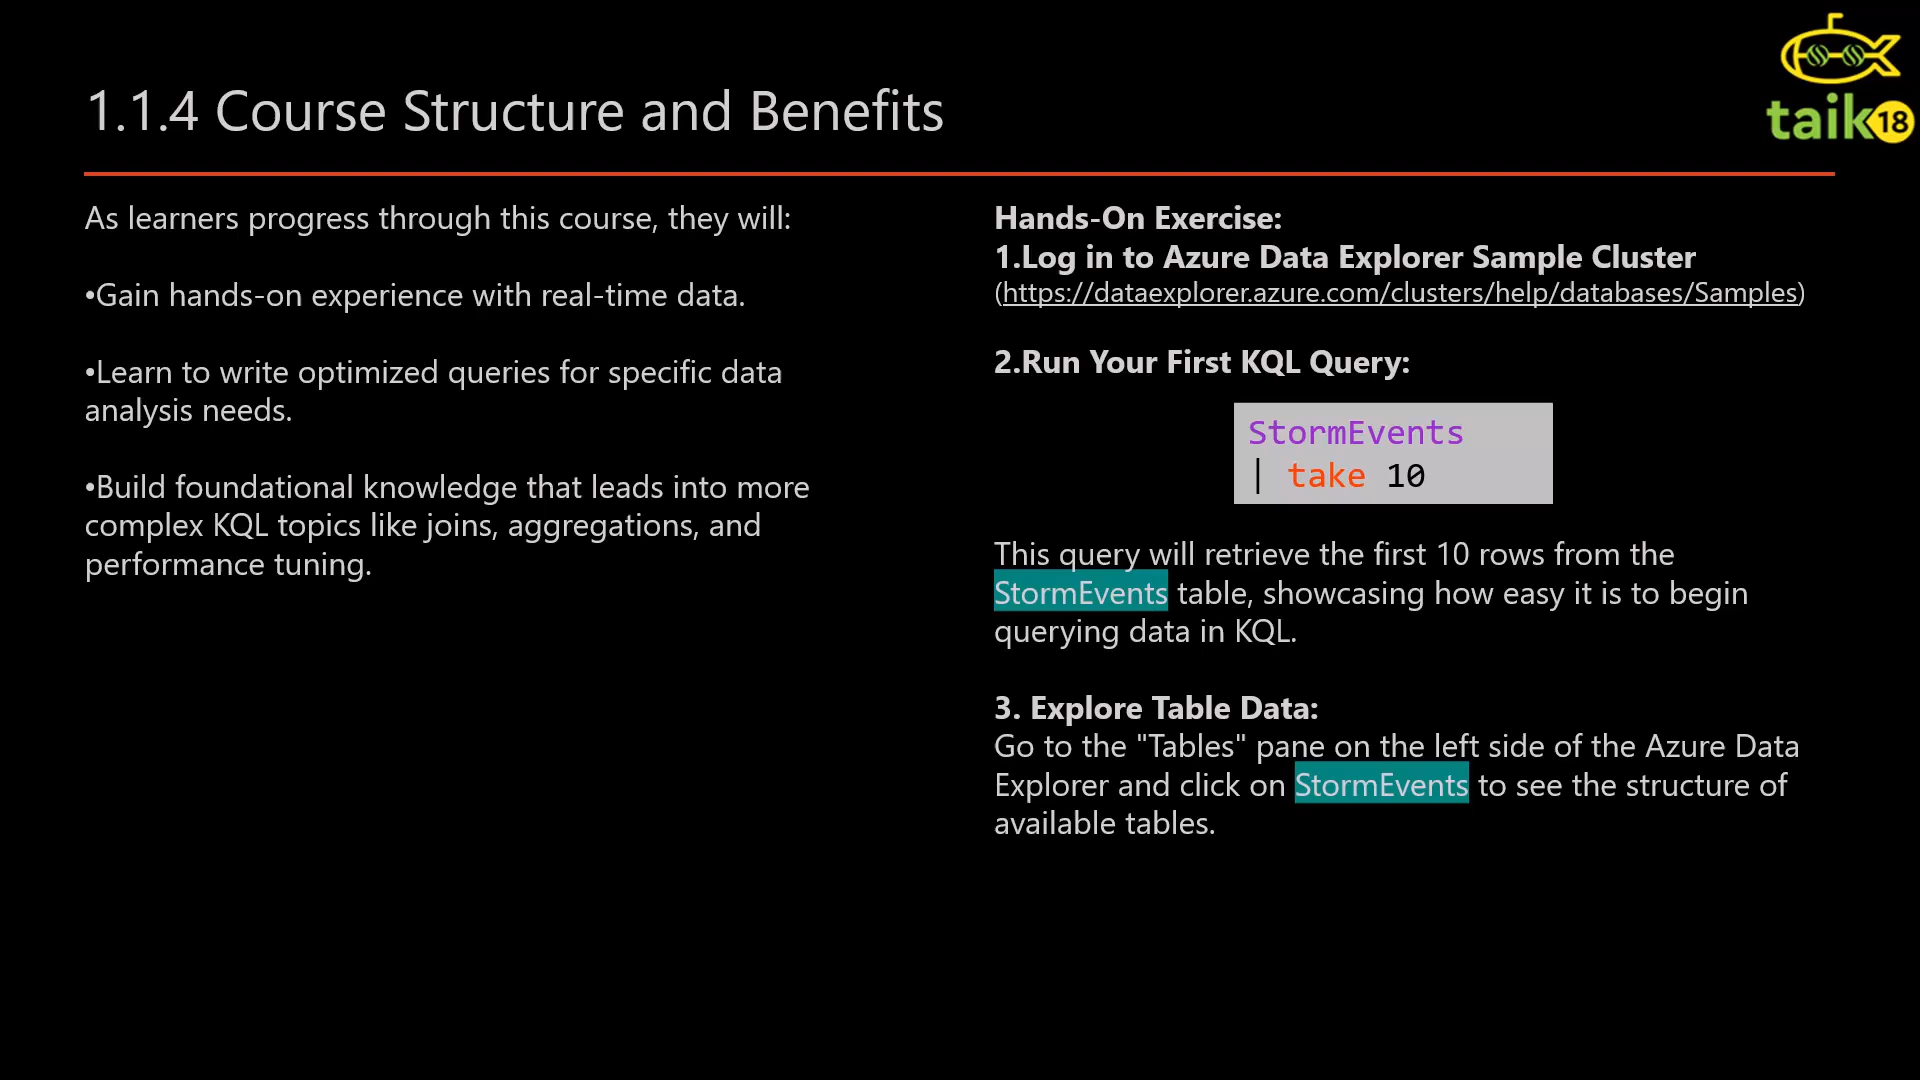 1.1.4 Course Structure and Benefits
taik18
As learners progress through this course, they will:
•Gain hands-on experience with real-time data.
•Learn to write optimized queries for specific data
analysis needs.
•Build foundational knowledge that leads into more
complex KQL topics like joins, aggregations, and
performance tuning.
Hands-On Exercise:
1.Log in to Azure Data Explorer Sample Cluster
(https://dataexplorer.azure.com/clusters/help/databases/Samples)
2.Run Your First KQL Query:
StormEvents
| take 10
This query will retrieve the first 10 rows from the
StormEvents table, showcasing how easy it is to begin
querying data in KQL.
3. Explore Table Data:
Go to the "Tables" pane on the left side of the Azure Data
Explorer and click on StormEvents to see the structure of
available tables.